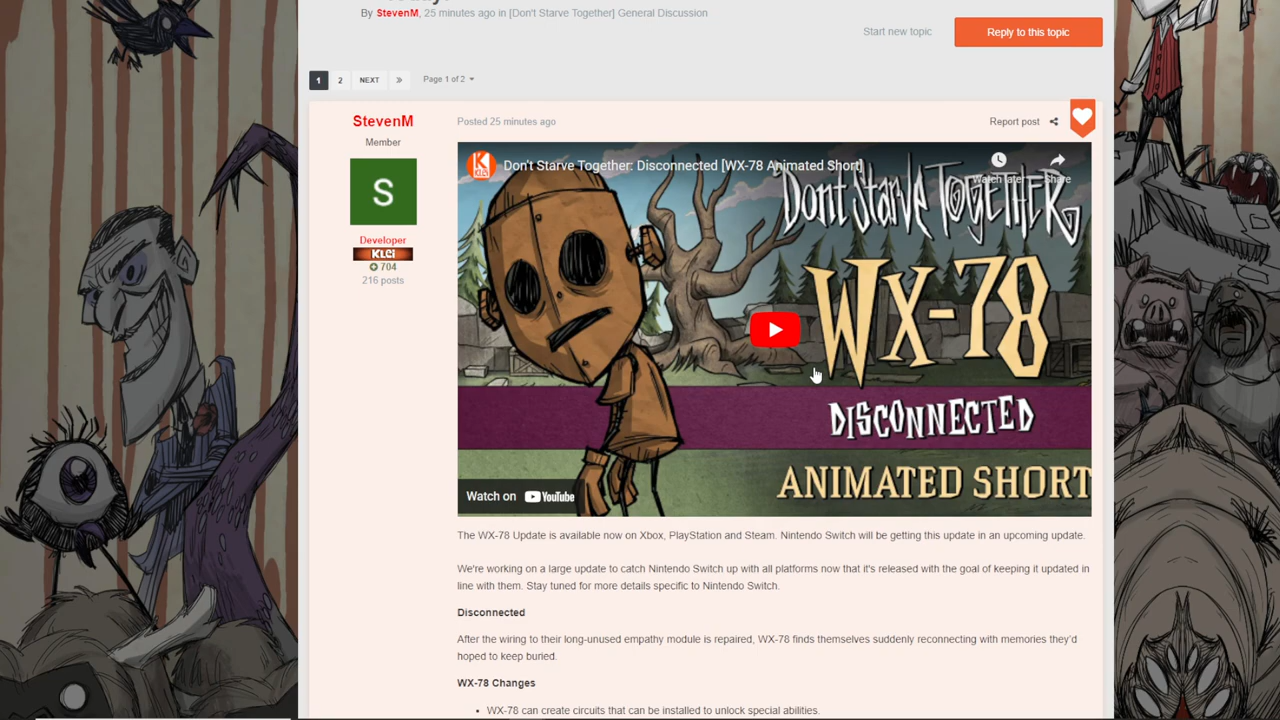 By StevenM, 25 minutes ago in [Don't Starve Together] General Discussion
Start new topic
Reply to this topic
1 2 NEXT » Page 1 of 2
StevenM
Member
S
Developer
KLei
704
216 posts
Posted 25 minutes ago
Report post
Don't Starve Together: Disconnected [WX-78 Animated Short]
Watch later
Share
DON'T STARVE TOGETHER
WX-78
DISCONNECTED
ANIMATED SHORT
Watch on YouTube
The WX-78 Update is available now on Xbox, PlayStation and Steam. Nintendo Switch will be getting this update in an upcoming update.
We're working on a large update to catch Nintendo Switch up with all platforms now that it's released with the goal of keeping it updated in
line with them. Stay tuned for more details specific to Nintendo Switch.
Disconnected
After the wiring to their long-unused empathy module is repaired, WX-78 finds themselves suddenly reconnecting with memories they'd
hoped to keep buried.
WX-78 Changes
• WX-78 can create circuits that can be installed to unlock special abilities.